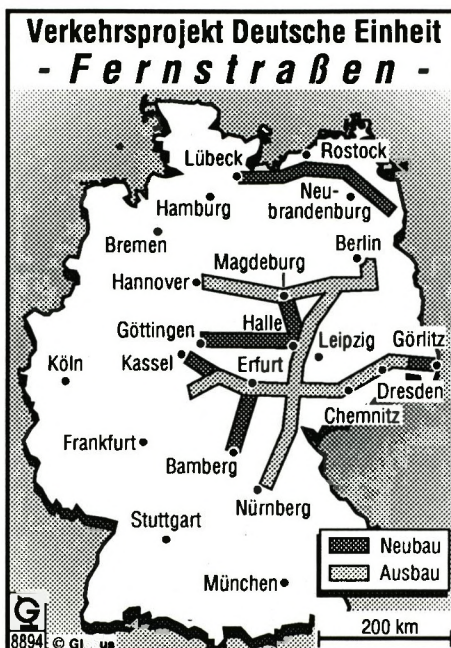 Verkehrsprojekt Deutsche Einheit
- Fernstraßen -
Lübeck
Rostock
Hamburg
Neu-
brandenburg
Bremen
Berlin
Magdeburg
Hannover
Göttingen
Halle
Leipzig
Görlitz
Kassel
Erfurt
Köln
Dresden
Chemnitz
Frankfurt
Bamberg
Nürnberg
Stuttgart
Neubau
Ausbau
München
200 km
G
8894
©